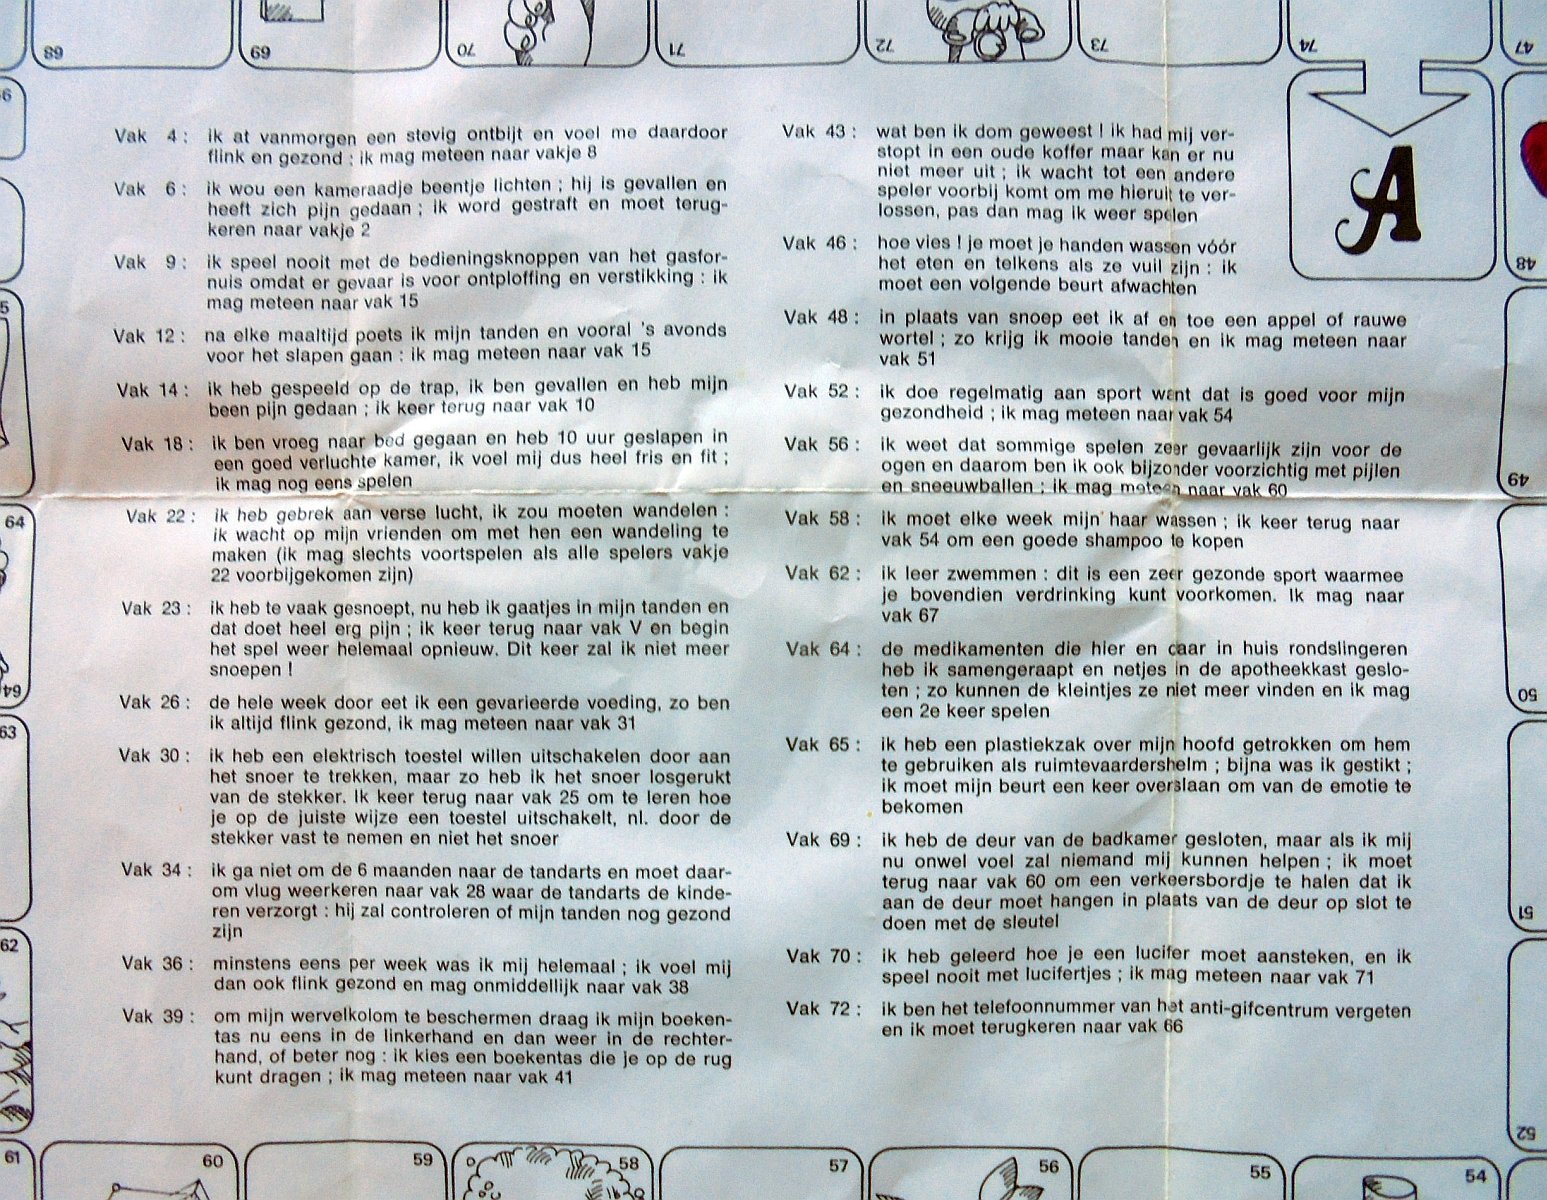 68
69
70
71
72
73
74
47
A
48
49
50
51
52
Vak 4 : ik at vanmorgen een stevig ontbijt en voel me daardoor
flink en gezond ; ik mag meteen naar vakje 8
Vak 6 : ik wou een kameraadje beentje lichten ; hij is gevallen en
heeft zich pijn gedaan ; ik word gestraft en moet terug-
keren naar vakje 2
Vak 9 : ik speel nooit met de bedieningsknoppen van het gasfor-
nuis omdat er gevaar is voor ontploffing en verstikking : ik
mag meteen naar vak 15
Vak 12 : na elke maaltijd poets ik mijn tanden en vooral 's avonds
voor het slapen gaan : ik mag meteen naar vak 15
Vak 14 : ik heb gespeeld op de trap, ik ben gevallen en heb mijn
been pijn gedaan ; ik keer terug naar vak 10
Vak 18 : ik ben vroeg naar bed gegaan en heb 10 uur geslapen in
een goed verluchte kamer, ik voel mij dus heel fris en fit ;
ik mag nog eens spelen
Vak 22 : ik heb gebrek aan verse lucht, ik zou moeten wandelen :
ik wacht op mijn vrienden om met hen een wandeling te
maken (ik mag slechts voortspelen als alle spelers vakje
22 voorbijgekomen zijn)
Vak 23 : ik heb te vaak gesnoept, nu heb ik gaatjes in mijn tanden en
dat doet heel erg pijn ; ik keer terug naar vak V en begin
het spel weer helemaal opnieuw. Dit keer zal ik niet meer
snoepen !
Vak 26 : de hele week door eet ik een gevarieerde voeding, zo ben
ik altijd flink gezond, ik mag meteen naar vak 31
Vak 30 : ik heb een elektrisch toestel willen uitschakelen door aan
het snoer te trekken, maar zo heb ik het snoer losgerukt
van de stekker. Ik keer terug naar vak 25 om te leren hoe
je op de juiste wijze een toestel uitschakelt, nl. door de
stekker vast te nemen en niet het snoer
Vak 34 : ik ga niet om de 6 maanden naar de tandarts en moet daar-
om vlug weerkeren naar vak 28 waar de tandarts de kinde-
ren verzorgt : hij zal controleren of mijn tanden nog gezond
zijn
Vak 36 : minstens eens per week was ik mij helemaal ; ik voel mij
dan ook flink gezond en mag onmiddellijk naar vak 38
Vak 39 : om mijn wervelkolom te beschermen draag ik mijn boeken-
tas nu eens in de linkerhand en dan weer in de rechter-
hand, of beter nog : ik kies een boekentas die je op de rug
kunt dragen ; ik mag meteen naar vak 41
Vak 43 : wat ben ik dom geweest ! ik had mij ver-
stopt in een oude koffer maar kan er nu
niet meer uit ; ik wacht tot een andere
speler voorbij komt om me hieruit te ver-
lossen, pas dan mag ik weer spelen
Vak 46 : hoe vies ! je moet je handen wassen vóór
het eten en telkens als ze vuil zijn : ik
moet een volgende beurt afwachten
Vak 48 : in plaats van snoep eet ik af en toe een appel of rauwe
wortel ; zo krijg ik mooie tanden en ik mag meteen naar
vak 51
Vak 52 : ik doe regelmatig aan sport want dat is goed voor mijn
gezondheid ; ik mag meteen naar vak 54
Vak 56 : ik weet dat sommige spelen zeer gevaarlijk zijn voor de
ogen en daarom ben ik ook bijzonder voorzichtig met pijlen
en sneeuwballen ; ik mag meteen naar vak 60
Vak 58 : ik moet elke week mijn haar wassen ; ik keer terug naar
vak 54 om een goede shampoo te kopen
Vak 62 : ik leer zwemmen : dit is een zeer gezonde sport waarmee
je bovendien verdrinking kunt voorkomen. Ik mag naar
vak 67
Vak 64 : de medikamenten die hier en daar in huis rondslingeren
heb ik samengeraapt en netjes in de apotheekkast geslo-
ten ; zo kunnen de kleintjes ze niet meer vinden en ik mag
een 2e keer spelen
Vak 65 : ik heb een plastiekzak over mijn hoofd getrokken om hem
te gebruiken als ruimtevaardershelm ; bijna was ik gestikt ;
ik moet mijn beurt een keer overslaan om van de emotie te
bekomen
Vak 69 : ik heb de deur van de badkamer gesloten, maar als ik mij
nu onwel voel zal niemand mij kunnen helpen ; ik moet
terug naar vak 60 om een verkeersbordje te halen dat ik
aan de deur moet hangen in plaats van de deur op slot te
doen met de sleutel
Vak 70 : ik heb geleerd hoe je een lucifer moet aansteken, en ik
speel nooit met lucifertjes ; ik mag meteen naar vak 71
Vak 72 : ik ben het telefoonnummer van het anti-gifcentrum vergeten
en ik moet terugkeren naar vak 66
64
64
63
62
61
60
59
58
57
56
55
54